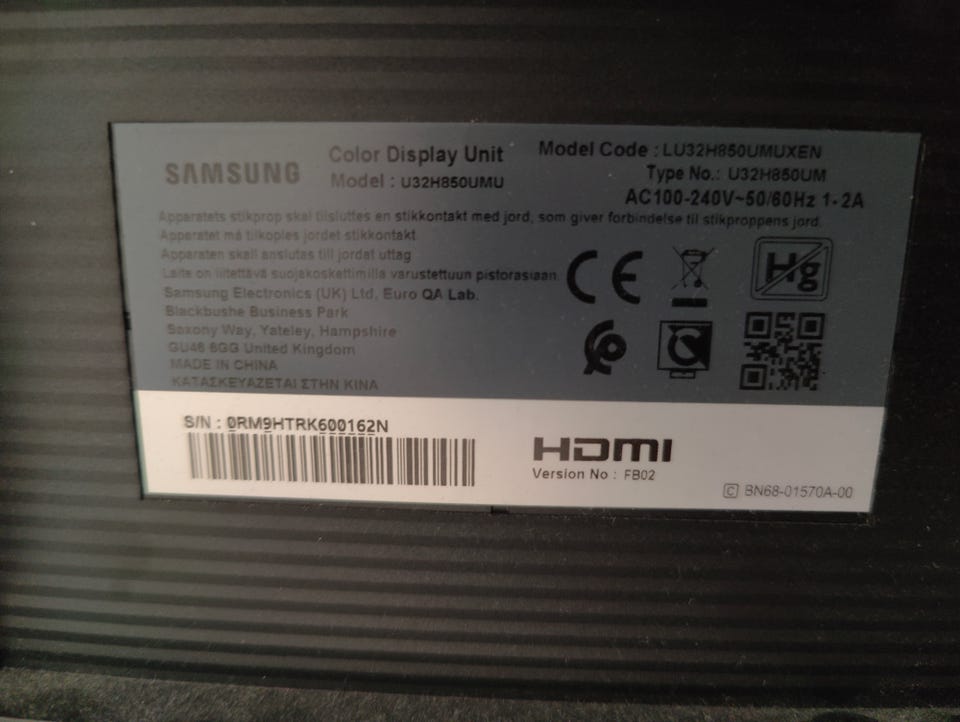 SAMSUNG
Color Display Unit
Model : U32H850UMU
Model Code : LU32H850UMUXEN
Type No.: U32H850UM
AC100-240V~50/60Hz 1.2A
Apparatets stikprop skal tilsluttes en stikkontakt med jord, som giver forbindelse til stikproppens jord.
Apparatet må tilkoples jordet stikkontakt
Apparaten skall anslutas till jordat uttag
Laite on liitettävä suojakoskettimilla varustettuun pistorasiaan.
Samsung Electronics (UK) Ltd, Euro QA Lab.
Blackbushe Business Park
Saxony Way, Yateley, Hampshire
GU46 6GG United Kingdom
MADE IN CHINA
ΚΑΤΑΣΚΕΥΑΖΕΤΑΙ ΣΤΗΝ ΚΙΝΑ
CE
Hg
S/N : 0RM9HTRK600162N
HDMI
Version No : FB02
C BN68-01570A-00